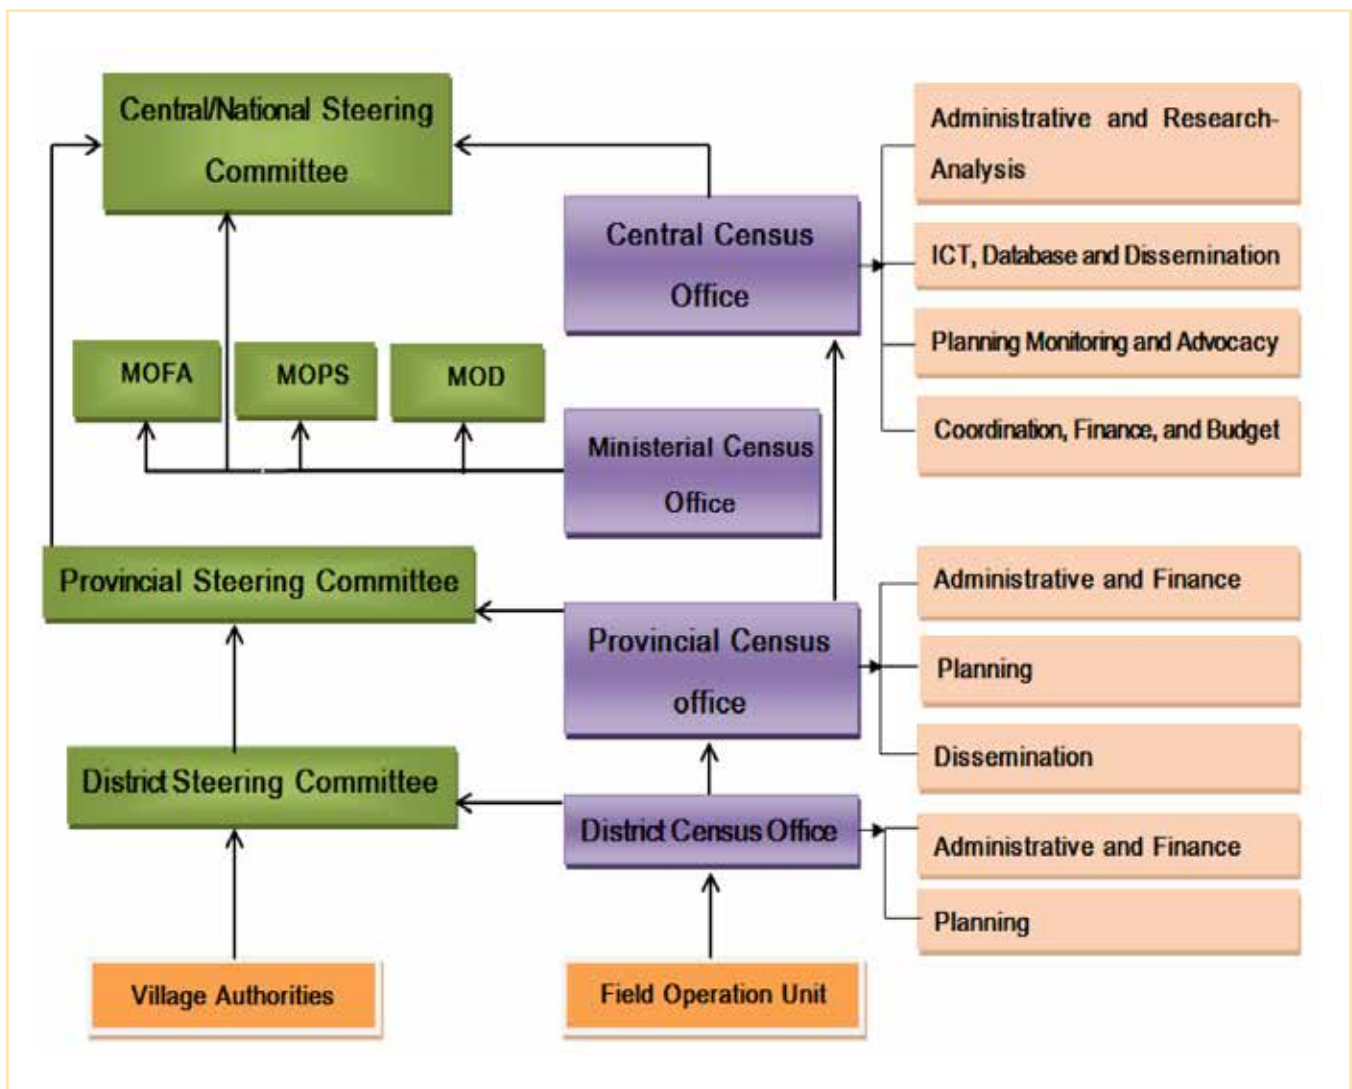 Central/National Steering
Committee
Administrative and Research-
Analysis
Central Census
Office
ICT, Database and Dissemination
Planning Monitoring and Advocacy
MOFA
MOPS
MOD
Coordination, Finance, and Budget
Ministerial Census
Office
Provincial Steering Committee
Administrative and Finance
Provincial Census
office
Planning
Dissemination
District Steering Committee
District Census Office
Administrative and Finance
Planning
Village Authorities
Field Operation Unit